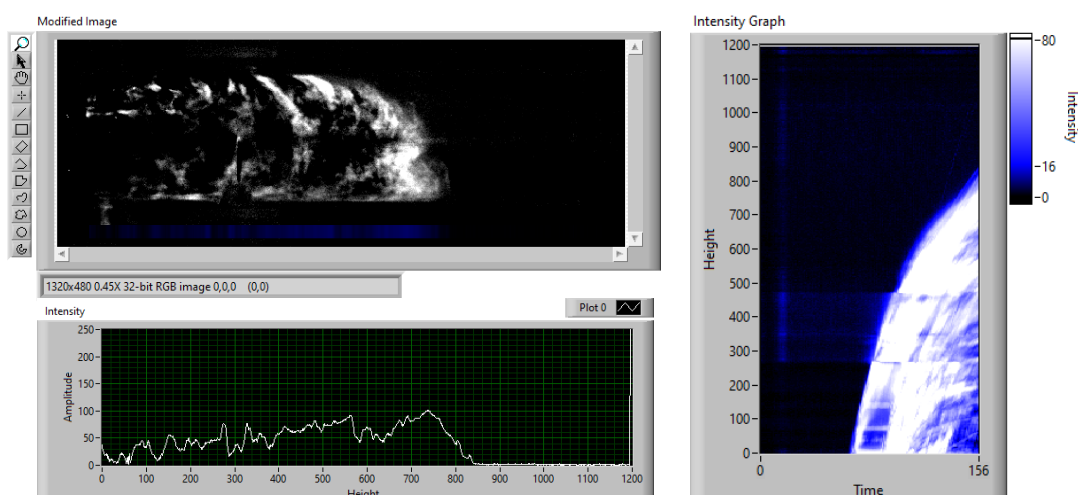 Modified Image
1320x480 0.45X 32-bit RGB image 0,0,0 (0,0)
Intensity
Plot 0
250
200
150
100
50
0
Amplitude
0 100 200 300 400 500 600 700 800 900 1000 1100 1200
Height
Intensity Graph
1200
1100
1000
900
800
700
600
500
400
300
200
100
0
Height
0 156
Time
80
16
0
Intensity